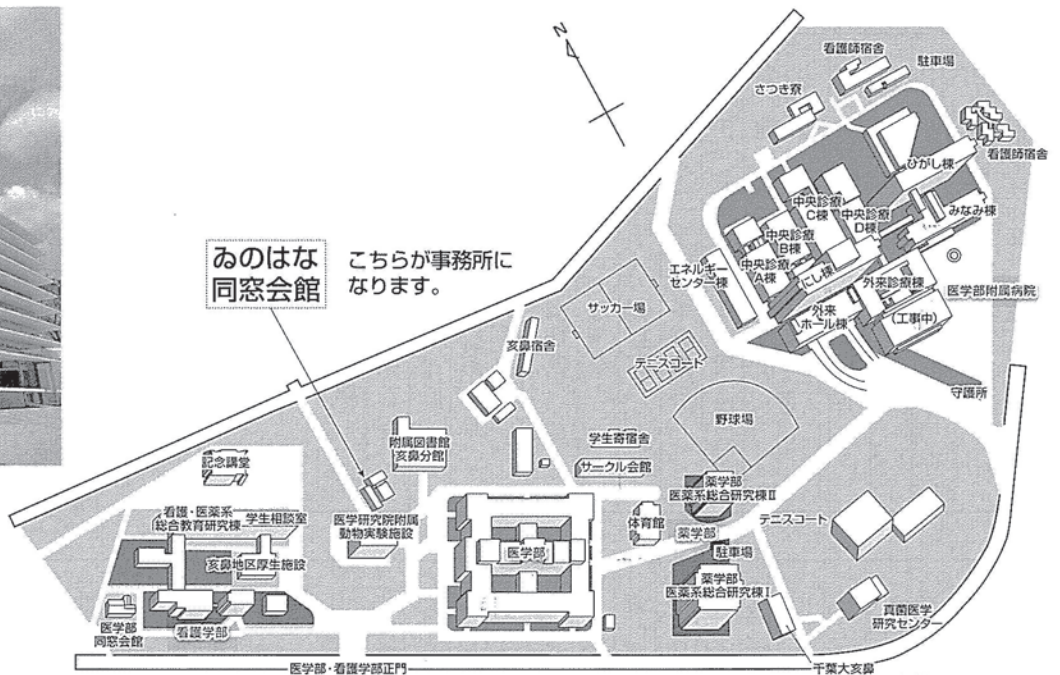 N
看護師宿舎
駐車場
さつき寮
看護師宿舎
ひがし棟
中央診療
C棟
中央診療
D棟
みなみ棟
中央診療
B棟
中央診療
A棟
エネルギー
センター棟
にし棟
外来診療棟
医学部附属病院
外来
ホール棟
(工事中)
守護所
ゐのはな
同窓会館
こちらが事務所に
なります。
サッカー場
亥鼻宿舎
テニスコート
野球場
附属図書館
亥鼻分館
学生寄宿舎
サークル会館
記念講堂
薬学部
医薬系総合研究棟Ⅱ
看護・医薬系
総合教育研究棟
学生相談室
医学研究院附属
動物実験施設
体育館
薬学部
テニスコート
医学部
駐車場
亥鼻地区厚生施設
薬学部
医薬系総合研究棟Ⅰ
医学部
同窓会館
看護学部
真菌医学
研究センター
医学部・看護学部正門
千葉大亥鼻